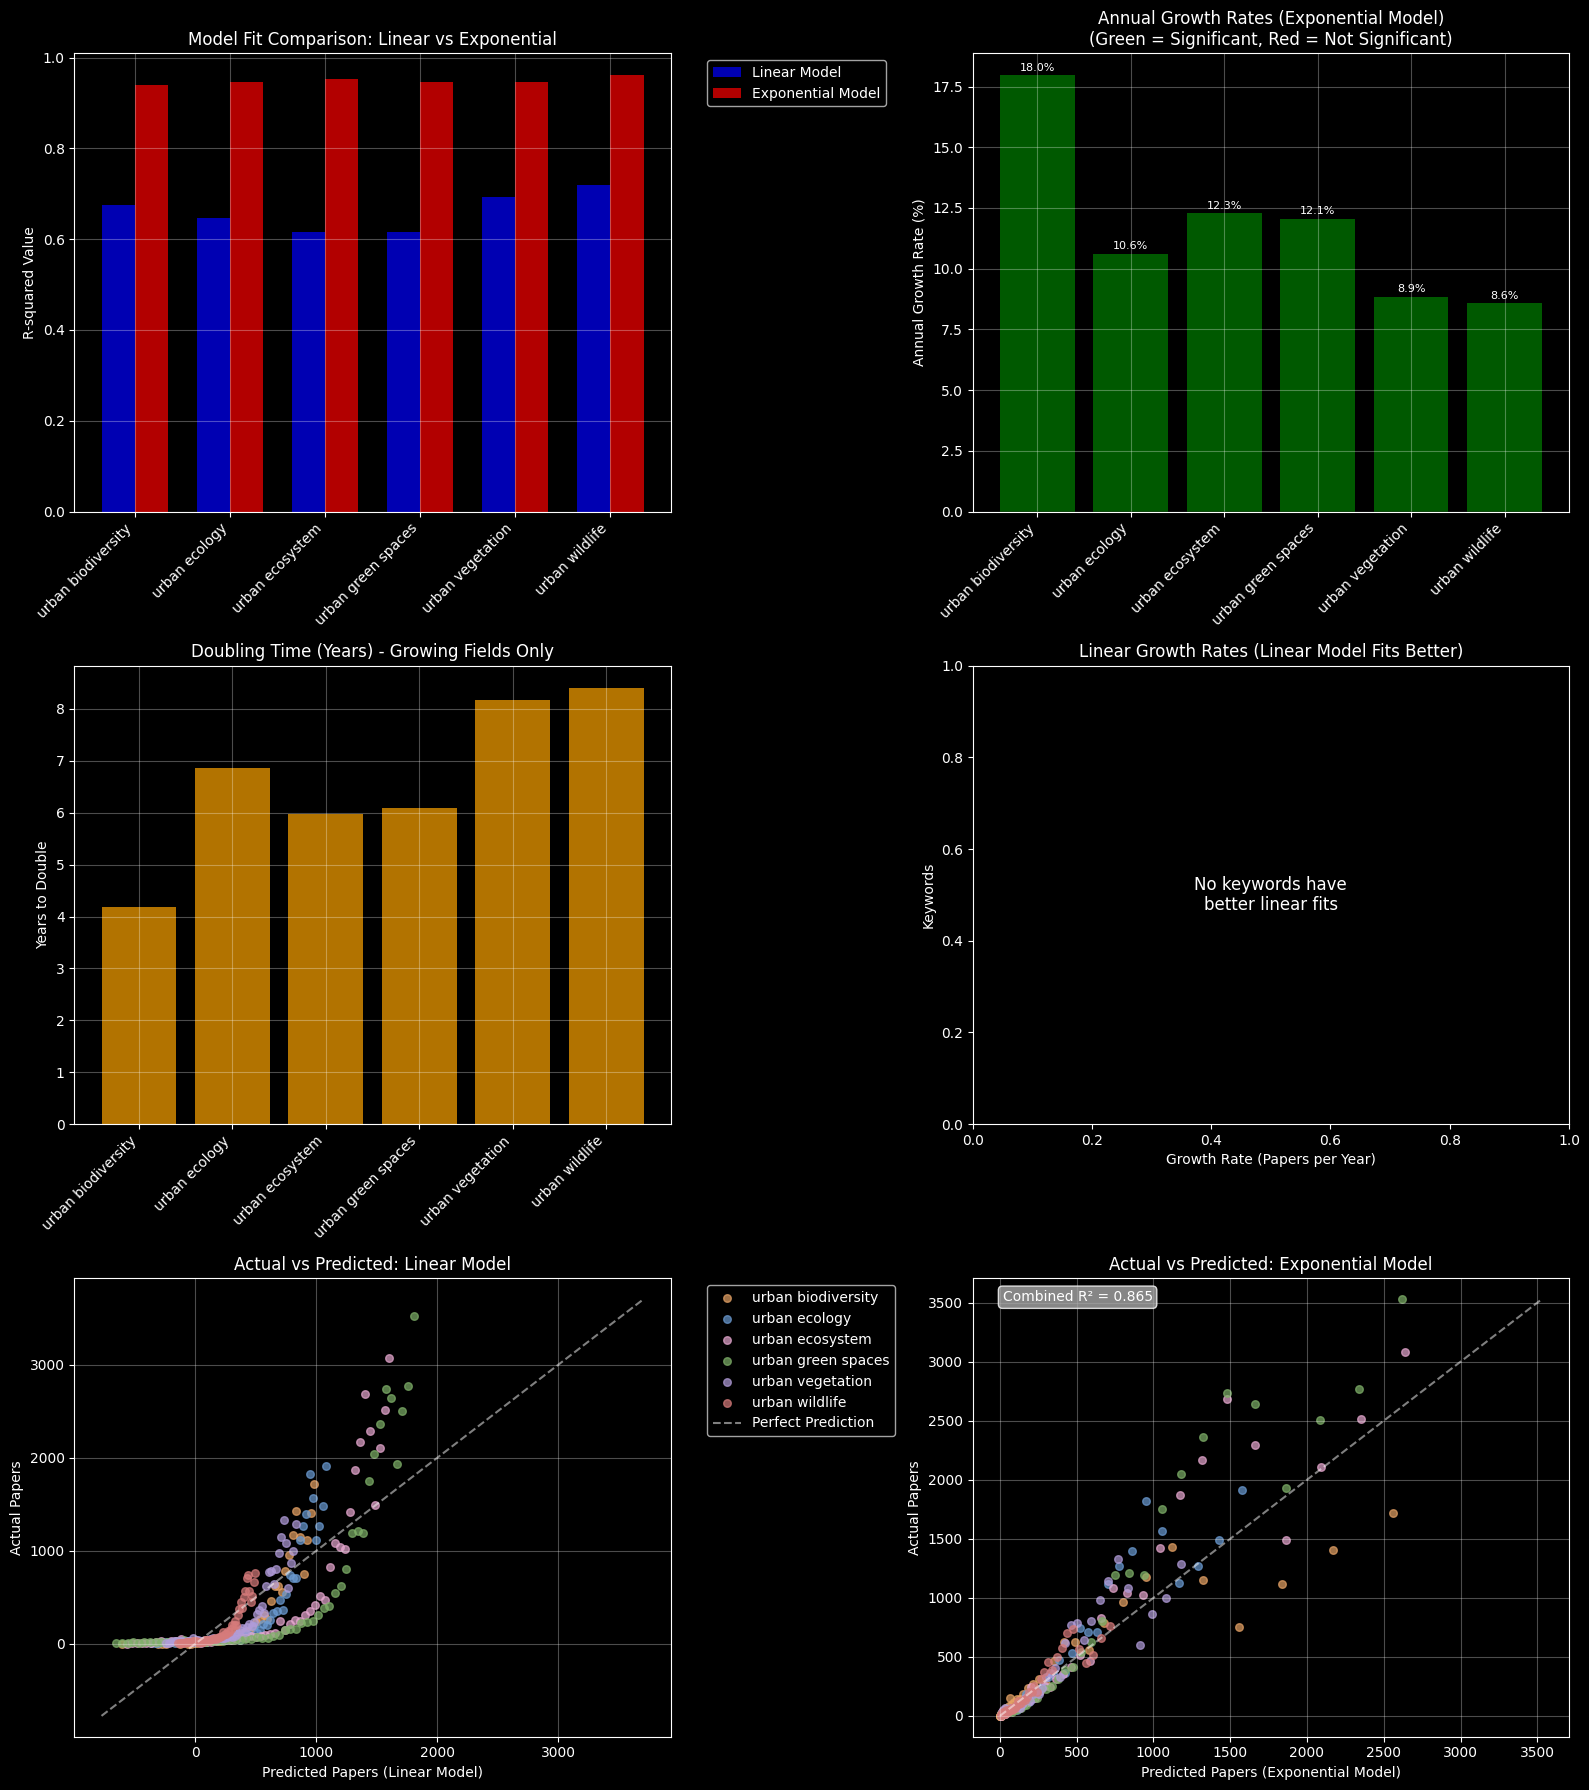 Model Fit Comparison: Linear vs Exponential
R-squared Value
1.0
0.8
0.6
0.4
0.2
0.0
urban biodiversity
urban ecology
urban ecosystem
urban green spaces
urban vegetation
urban wildlife
Linear Model
Exponential Model
Annual Growth Rates (Exponential Model)
(Green = Significant, Red = Not Significant)
Annual Growth Rate (%)
17.5
15.0
12.5
10.0
7.5
5.0
2.5
0.0
18.0%
10.6%
12.3%
12.1%
8.9%
8.6%
urban biodiversity
urban ecology
urban ecosystem
urban green spaces
urban vegetation
urban wildlife
Doubling Time (Years) - Growing Fields Only
Years to Double
8
7
6
5
4
3
2
1
0
urban biodiversity
urban ecology
urban ecosystem
urban green spaces
urban vegetation
urban wildlife
Linear Growth Rates (Linear Model Fits Better)
Keywords
1.0
0.8
0.6
0.4
0.2
0.0
No keywords have
better linear fits
0.0 0.2 0.4 0.6 0.8 1.0
Growth Rate (Papers per Year)
Actual vs Predicted: Linear Model
Actual Papers
3000
2000
1000
0
0 1000 2000 3000
Predicted Papers (Linear Model)
urban biodiversity
urban ecology
urban ecosystem
urban green spaces
urban vegetation
urban wildlife
Perfect Prediction
Actual vs Predicted: Exponential Model
Combined R² = 0.865
Actual Papers
3500
3000
2500
2000
1500
1000
500
0
0 500 1000 1500 2000 2500 3000 3500
Predicted Papers (Exponential Model)